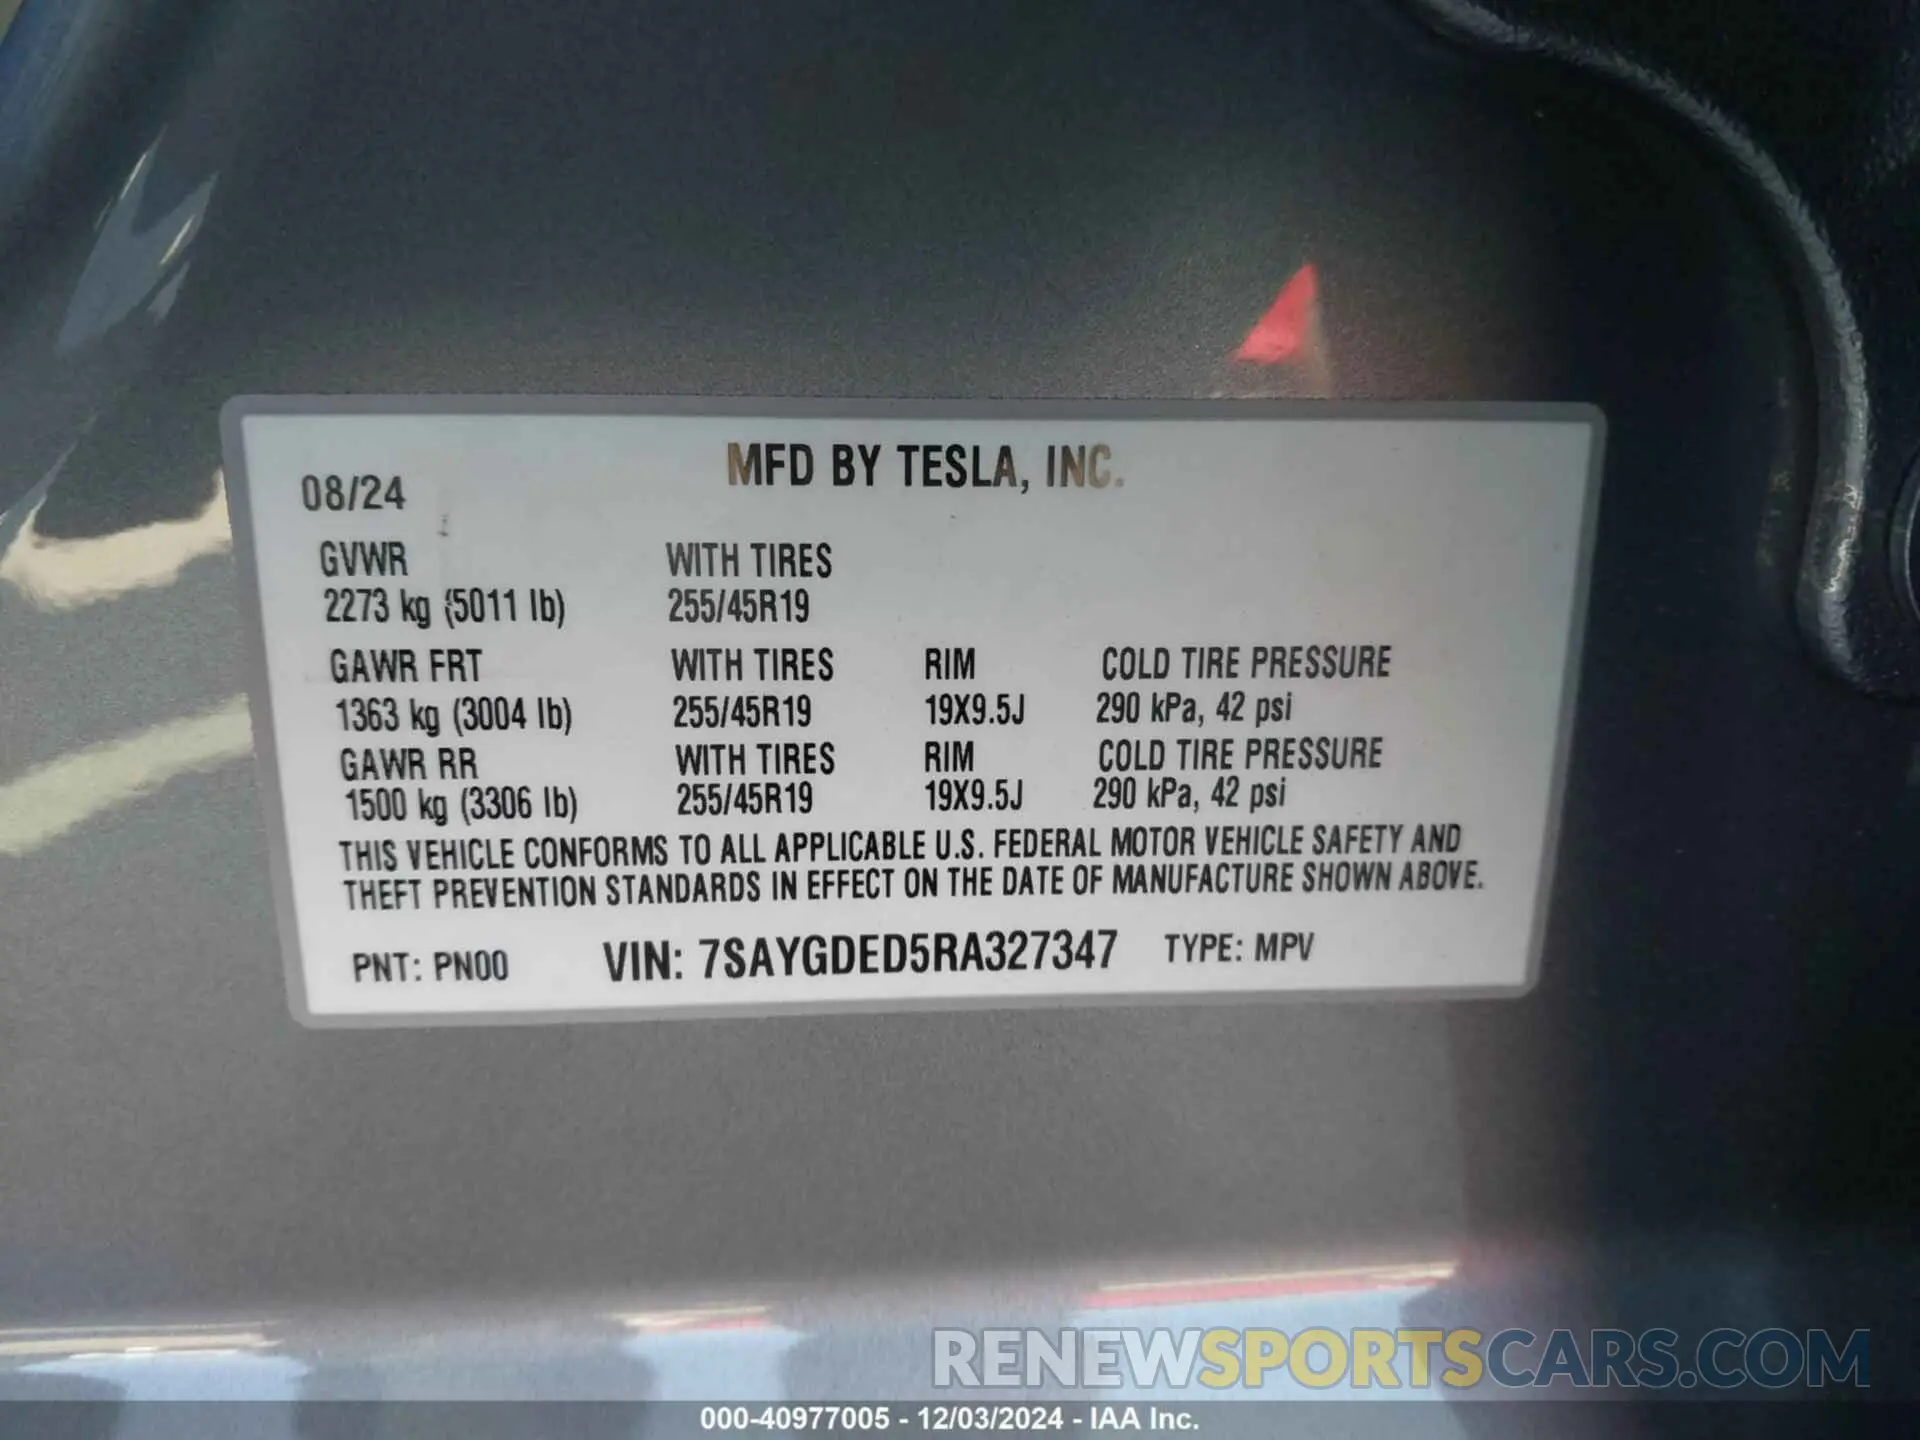 MFD BY TESLA, INC.
08/24
GVWR WITH TIRES
2273 kg (5011 lb) 255/45R19
GAWR FRT WITH TIRES RIM COLD TIRE PRESSURE
1363 kg (3004 lb) 255/45R19 19X9.5J 290 kPa, 42 psi
GAWR RR WITH TIRES RIM COLD TIRE PRESSURE
1500 kg (3306 lb) 255/45R19 19X9.5J 290 kPa, 42 psi
THIS VEHICLE CONFORMS TO ALL APPLICABLE U.S. FEDERAL MOTOR VEHICLE SAFETY AND
THEFT PREVENTION STANDARDS IN EFFECT ON THE DATE OF MANUFACTURE SHOWN ABOVE.
PNT: PN00 VIN: 7SAYGDED5RA327347 TYPE: MPV
RENEWSPORTSCARS.COM
000-40977005 - 12/03/2024 - IAA Inc.